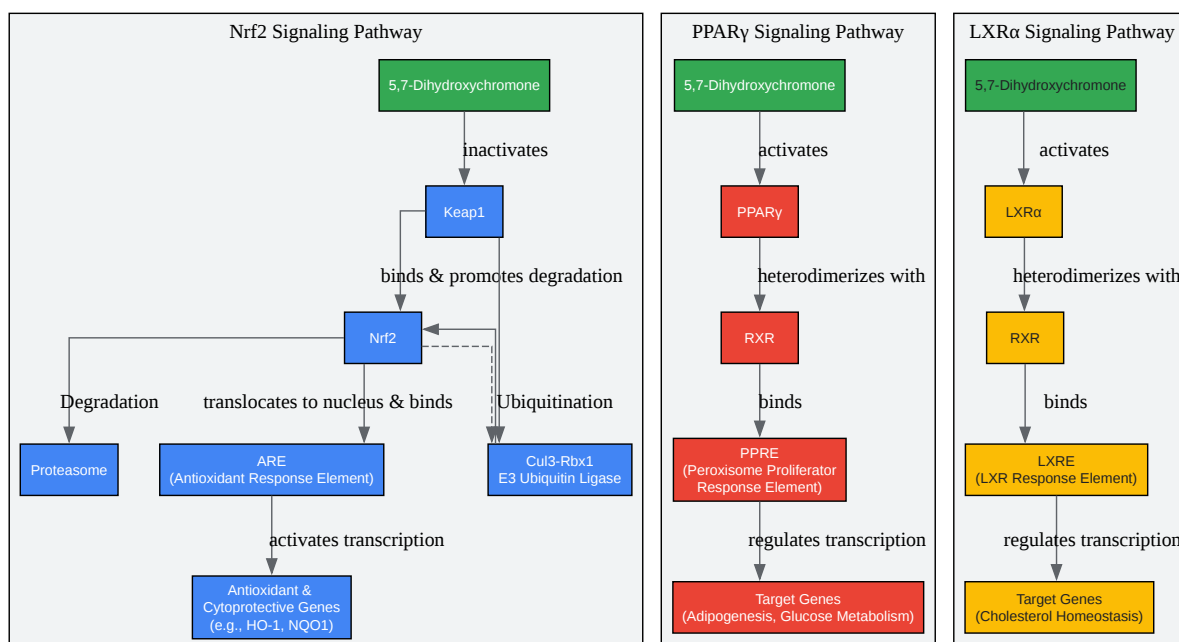 Nrf2 Signaling Pathway
5,7-Dihydroxychromone
inactivates
Keap1
binds & promotes degradation
Nrf2
Degradation
translocates to nucleus & binds
Ubiquitination
Proteasome
ARE
(Antioxidant Response Element)
Cul3-Rbx1
E3 Ubiquitin Ligase
activates transcription
Antioxidant &
Cytoprotective Genes
(e.g., HO-1, NQO1)
PPARγ Signaling Pathway
5,7-Dihydroxychromone
activates
PPARγ
heterodimerizes with
RXR
binds
PPRE
(Peroxisome Proliferator
Response Element)
regulates transcription
Target Genes
(Adipogenesis, Glucose Metabolism)
LXRα Signaling Pathway
5,7-Dihydroxychromone
activates
LXRα
heterodimerizes with
RXR
binds
LXRE
(LXR Response Element)
regulates transcription
Target Genes
(Cholesterol Homeostasis)